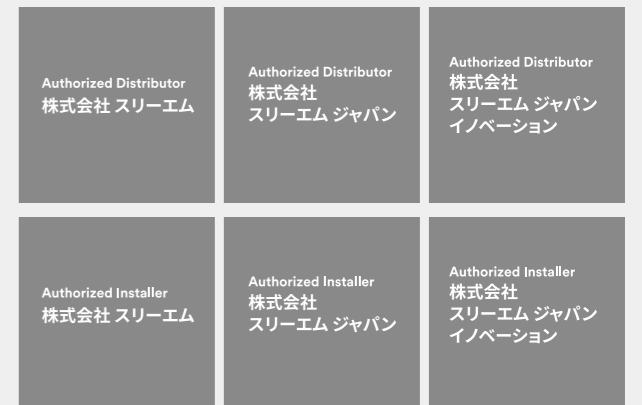 Authorized Distributor
株式会社 スリーエム
Authorized Distributor
株式会社
スリーエム ジャパン
Authorized Distributor
株式会社
スリーエム ジャパン
イノベーション
Authorized Installer
株式会社 スリーエム
Authorized Installer
株式会社
スリーエム ジャパン
Authorized Installer
株式会社
スリーエム ジャパン
イノベーション